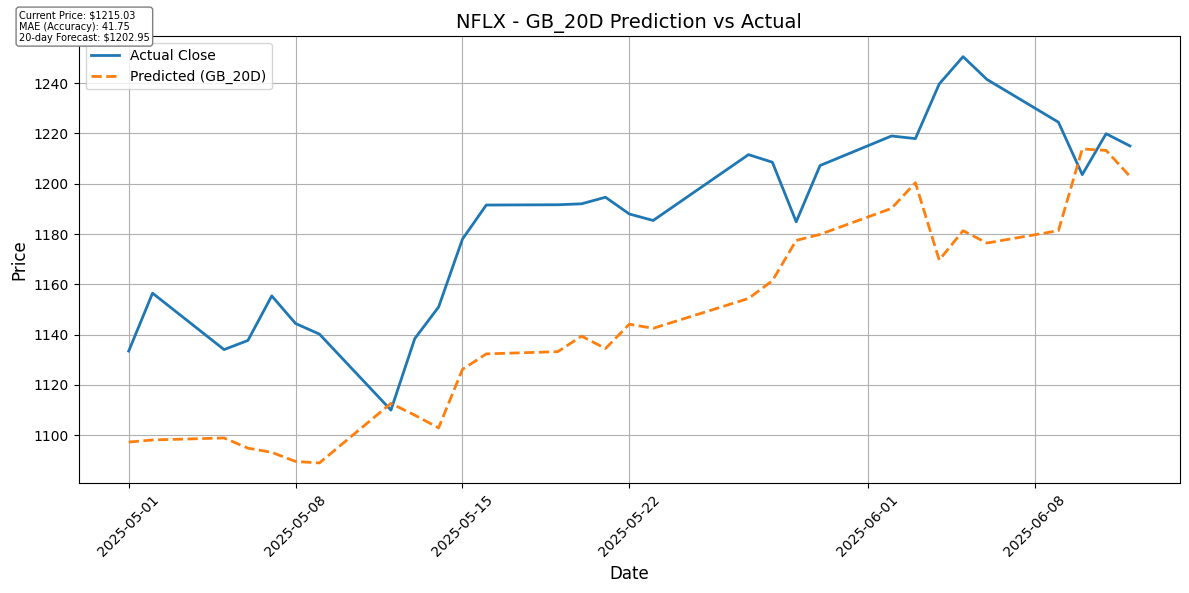 NFLX - GB_20D Prediction vs Actual
Current Price: $1215.03
MAE (Accuracy): 41.75
20-day Forecast: $1202.95
Actual Close
Predicted (GB_20D)
Price
1240
1220
1200
1180
1160
1140
1120
1100
2025-05-01
2025-05-08
2025-05-15
2025-05-22
2025-06-01
2025-06-08
Date